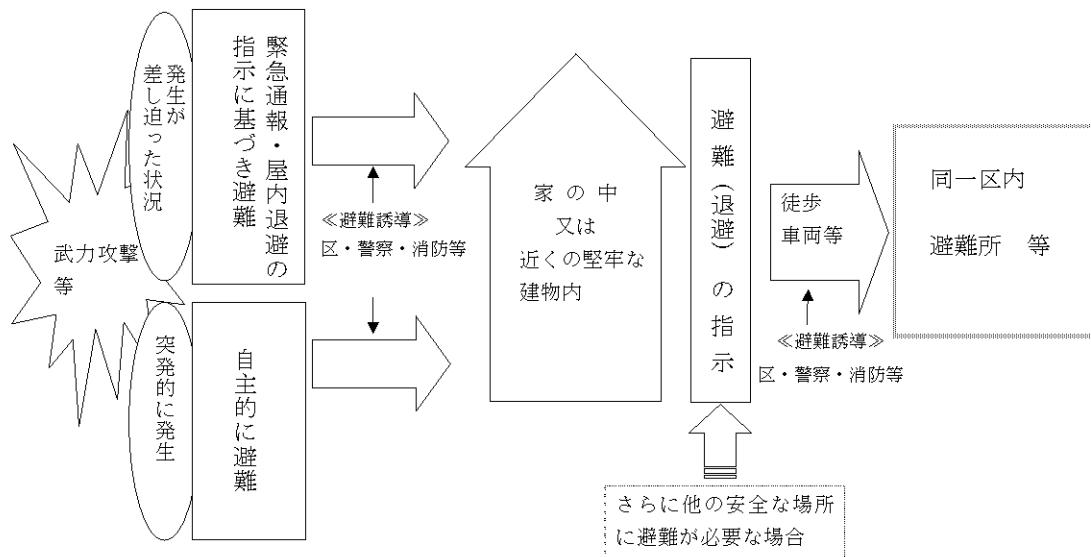 武力攻撃
等
発生が
差し迫った状況
緊急通報・屋内退避の
指示に基づき避難
突発的に発生
自主的に避難
≪避難誘導≫
区・警察・消防等
家の中
又は
近くの堅牢な
建物内
避難(退避)の指示
さらに他の安全な場所
に避難が必要な場合
徒歩
車両等
≪避難誘導≫
区・警察・消防等
同一区内
避難所　等